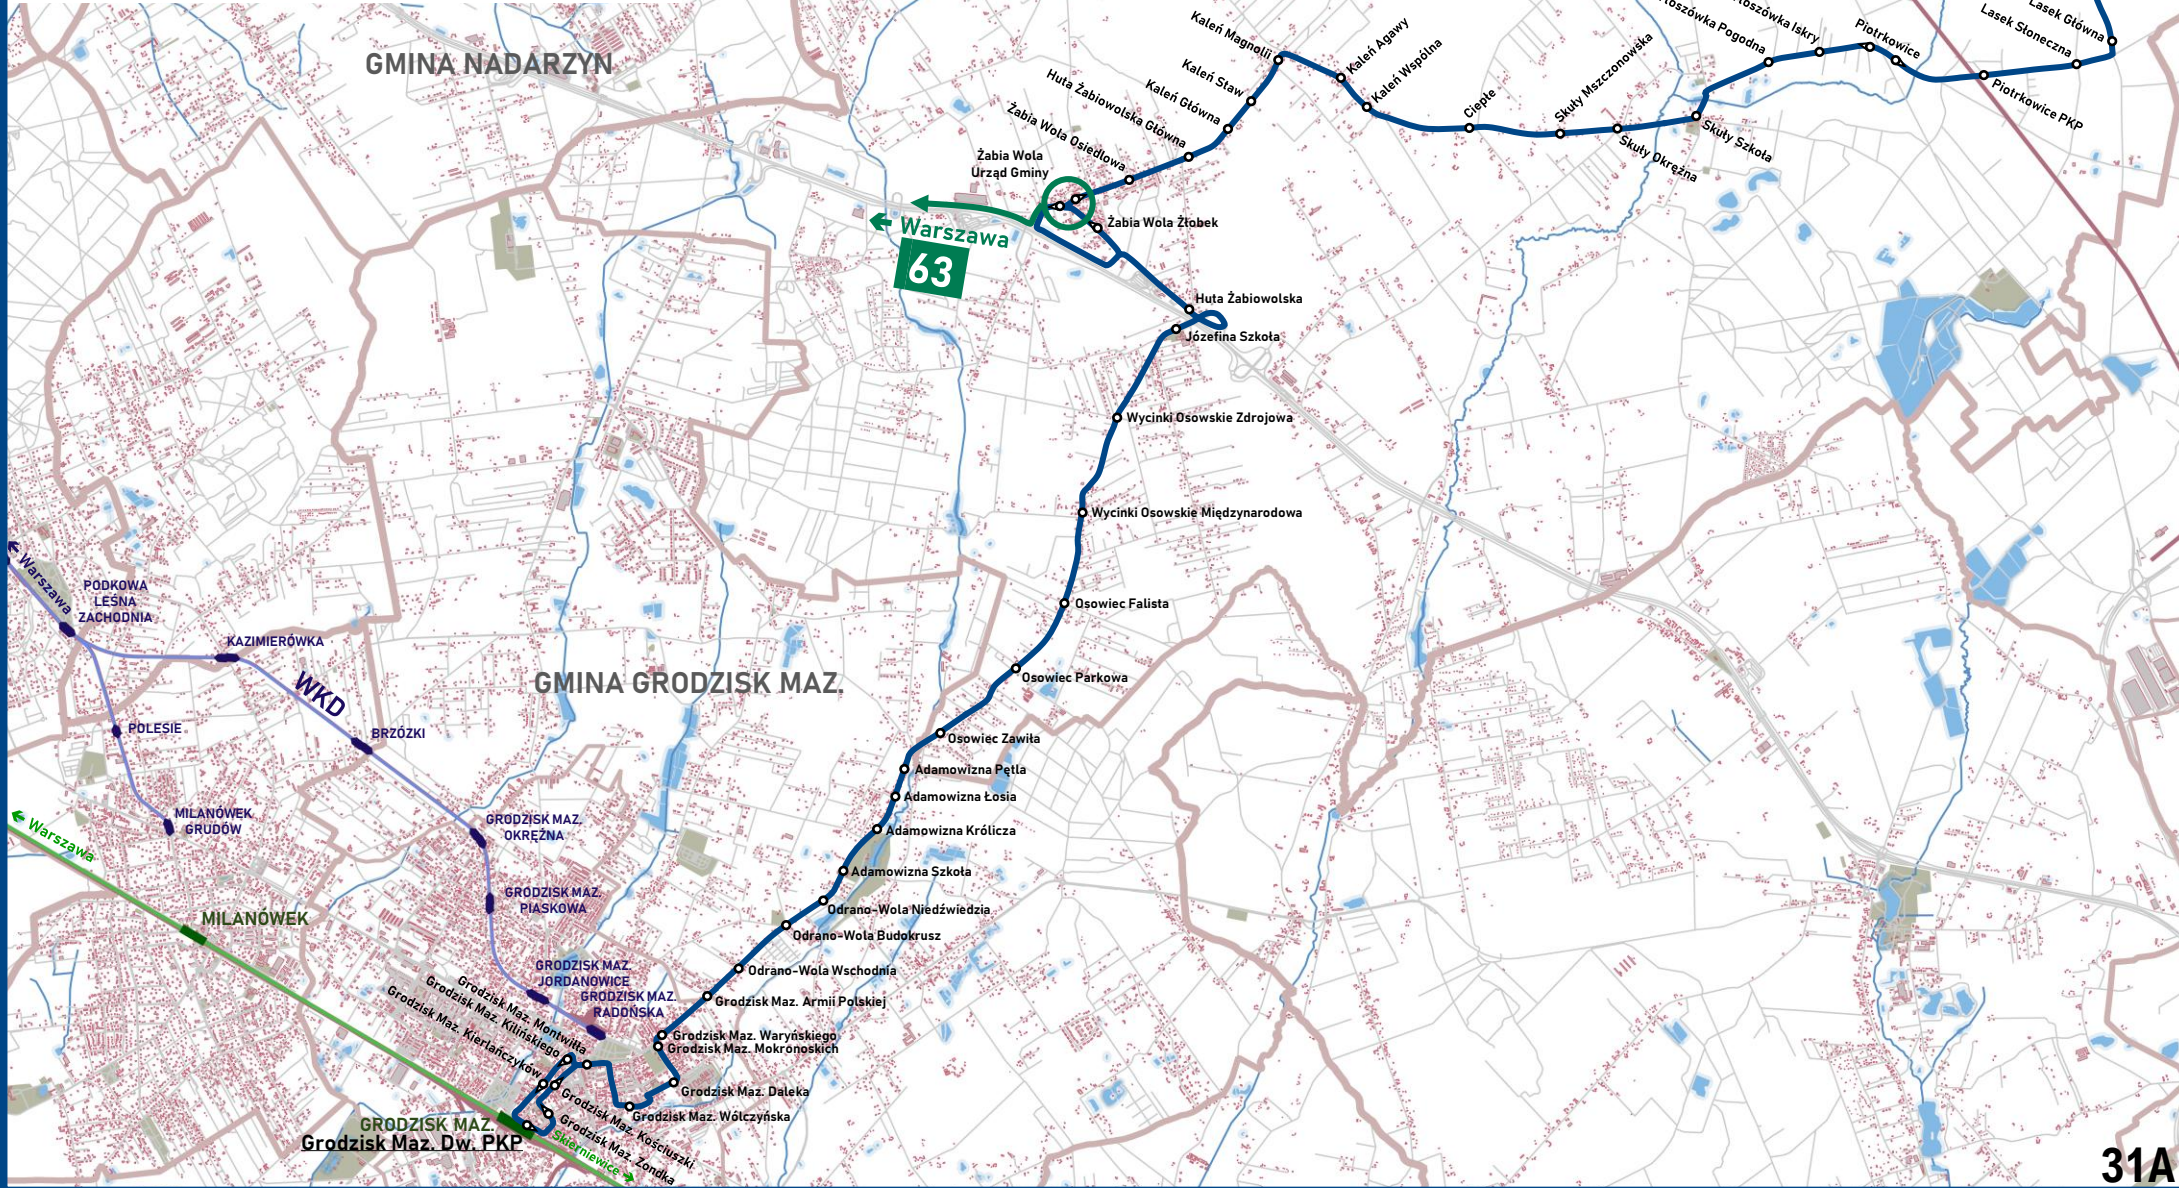 GMINA NADARZYN
Kaleń Magnolii
Kaleń Agawy
Kaleń Wspólna
Kaleń Staw
Kaleń Główna
Huta Żabiowolska Główna
Żabia Wola Osiedlowa
Żabia Wola
Urząd Gminy
Żabia Wola Żłobek
Ciepłe
Skuły Mszczonowska
Skuły Okrężna
Skuły Szkoła
Piotrkowice
Piotrkowice PKP
Lasek Słoneczna
Lasek Główna
Pogodna
Iskry
← Warszawa
63
Huta Żabiowolska
Józefina Szkoła
Wycinki Osowskie Zdrojowa
Wycinki Osowskie Międzynarodowa
Osowiec Falista
Osowiec Parkowa
Osowiec Zawiła
Adamowizna Pętla
Adamowizna Łosia
Adamowizna Królicza
Adamowizna Szkoła
Odrano-Wola Niedźwiedzia
Odrano-Wola Budokrusz
Odrano-Wola Wschodnia
Grodzisk Maz. Armii Polskiej
Grodzisk Maz. Waryńskiego
Grodzisk Maz. Mokronoskich
Grodzisk Maz. Daleka
Grodzisk Maz. Wólczyńska
Grodzisk Maz. Montwiłła
Grodzisk Maz. Kilińskiego
Grodzisk Maz. Kierlańczyków
Grodzisk Maz. Kościuszki
Grodzisk Maz. Żondka
GMINA GRODZISK MAZ.
← Warszawa
PODKOWA
LEŚNA
ZACHODNIA
KAZIMIERÓWKA
WKD
POLESIE
BRZÓZKI
MILANÓWEK
GRUDÓW
GRODZISK MAZ.
OKRĘŻNA
GRODZISK MAZ.
PIASKOWA
GRODZISK MAZ.
JORDANOWICE
GRODZISK MAZ.
RADOŃSKA
← Warszawa
MILANÓWEK
GRODZISK MAZ.
Grodzisk Maz. Dw. PKP
Skierniewice →
31A